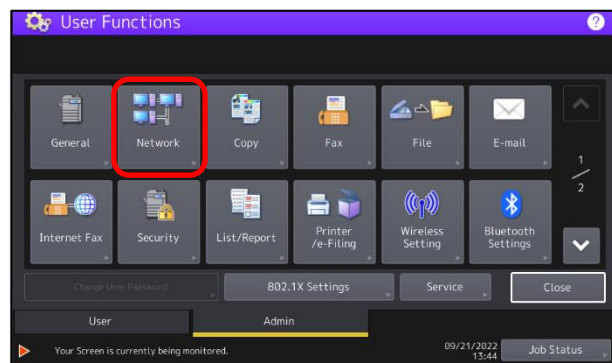 User Functions
?
General
Network
Copy
Fax
File
E-mail
1
2
Internet Fax
Security
List/Report
Printer
/e-Filing
Wireless
Setting
Bluetooth
Settings
Change User Password
802.1X Settings
Service
Close
User
Admin
Your Screen is currently being monitored.
09/21/2022
13:44
Job Status